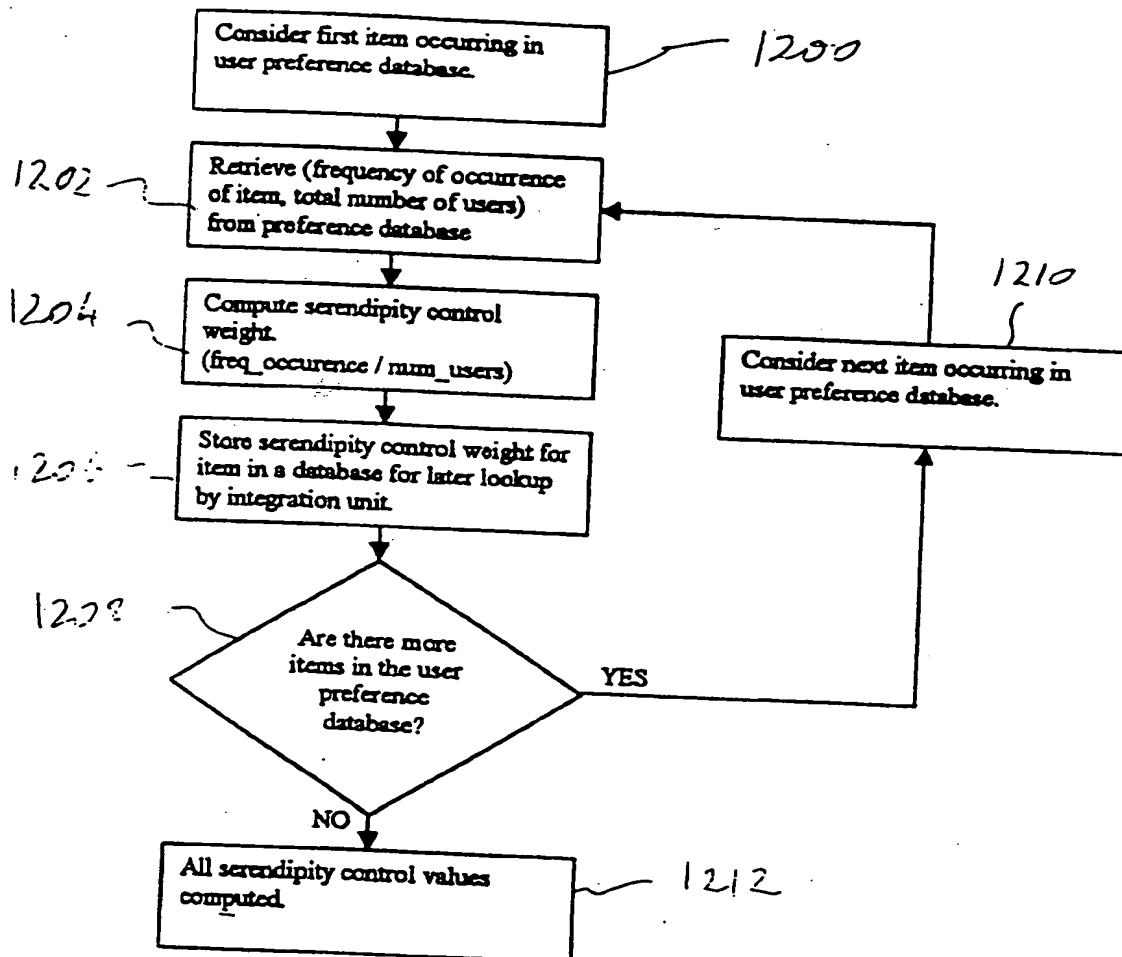 Consider first item occurring in
user preference database.
1200
Retrieve (frequency of occurrence
of item, total number of users)
from preference database
1202
Compute serendipity control
weight.
(freq_occurence / num_users)
1204
Store serendipity control weight for
item in a database for later lookup
by integration unit.
Are there more
items in the user
preference
database?
YES
NO
Consider next item occurring in
user preference database.
1210
All serendipity control values
computed.
1212